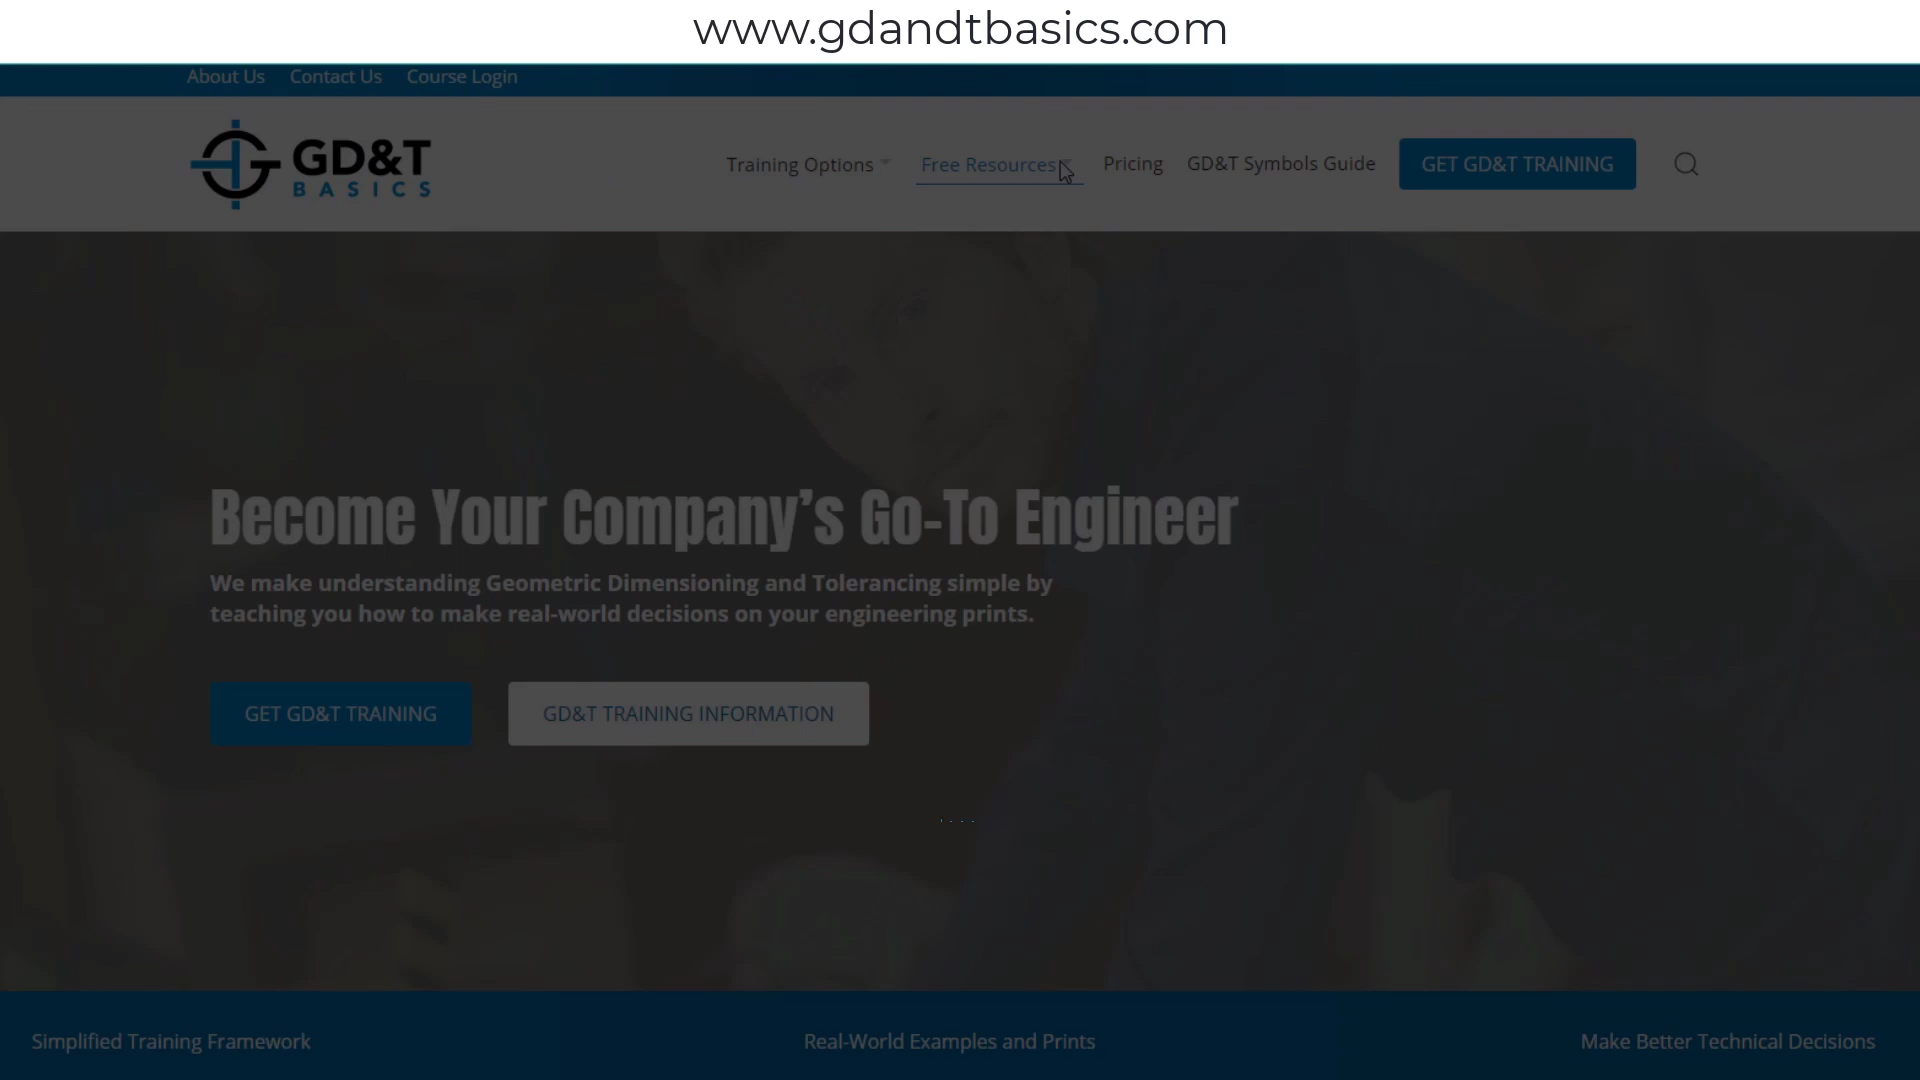 www.gdandtbasics.com
About Us Contact Us Course Login
GD&T
BASICS
Training Options Free Resources Pricing GD&T Symbols Guide GET GD&T TRAINING
Become Your Company's Go-To Engineer
We make understanding Geometric Dimensioning and Tolerancing simple by
teaching you how to make real-world decisions on your engineering prints.
GET GD&T TRAINING GD&T TRAINING INFORMATION
Simplified Training Framework Real-World Examples and Prints Make Better Technical Decisions